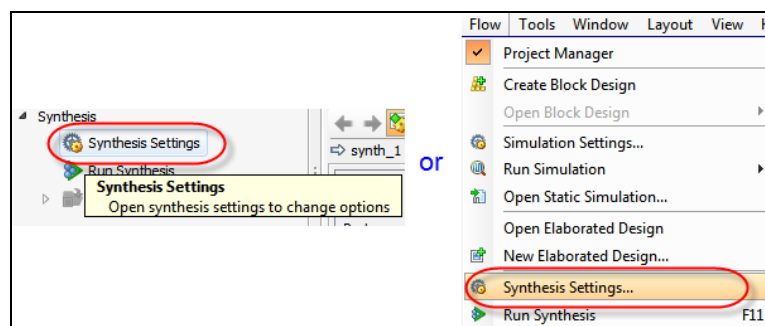 Synthesis
Synthesis Settings
Run Synthesis
Synthesis Settings
Open synthesis settings to change options
synth_1
or
Flow Tools Window Layout View
Project Manager
Create Block Design
Open Block Design
Simulation Settings...
Run Simulation
Open Static Simulation...
Open Elaborated Design
New Elaborated Design...
Synthesis Settings...
Run Synthesis F11